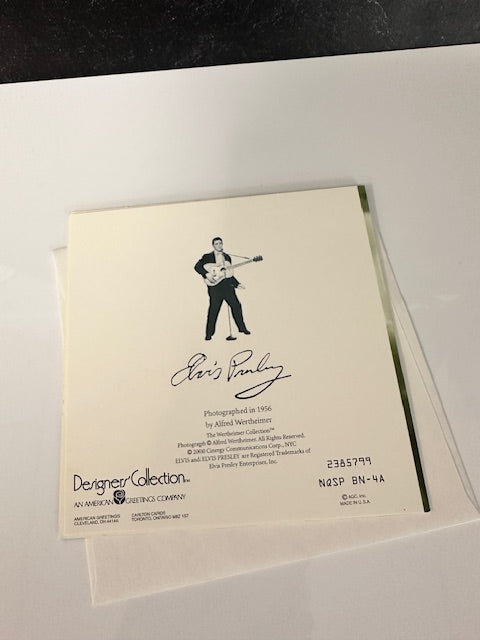 Elvis Presley
Photographed in 1956
by Alfred Wertheimer
The Wertheimer Collection™
Photograph © Alfred Wertheimer. All Rights Reserved.
© 2000 Cinergy Communications Corp., NYC
ELVIS and ELVIS PRESLEY are Registered Trademarks of
Elvis Presley Enterprises, Inc.
2385799
NQSP BN-4A
© AGC, Inc.
MADE IN U.S.A.
Designers' Collection™
AN AMERICAN GREETINGS COMPANY
AMERICAN GREETINGS
CLEVELAND, OH 44144
CARLTON CARDS
TORONTO, ONTARIO M8Z 1S7